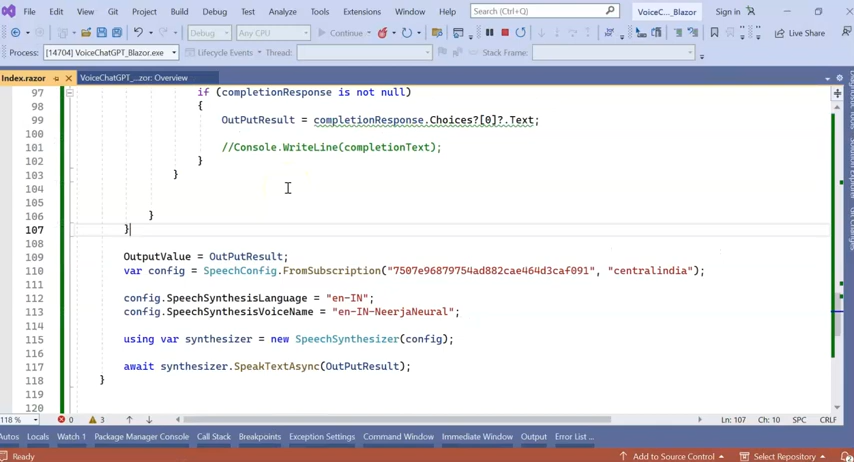 File Edit View Git Project Build Debug Test Analyze Tools Extensions Window Help Search (Ctrl+Q) VoiceC..._Blazor Sign in
Debug Any CPU Continue Live Share
Process: [14704] VoiceChatGPT_Blazor.exe Lifecycle Events Thread: Stack Frame:
Index.razor VoiceChatGPT_...zor: Overview
97 if (completionResponse is not null)
98 {
99 OutPutResult = completionResponse.Choices?[0]?.Text;
100
101 //Console.WriteLine(completionText);
102 }
103 }
104
105
106 }
107 }
108
109 OutputValue = OutPutResult;
110 var config = SpeechConfig.FromSubscription("7507e96879754ad882cae464d3caf091", "centralindia");
111
112 config.SpeechSynthesisLanguage = "en-IN";
113 config.SpeechSynthesisVoiceName = "en-IN-NeerjaNeural";
114
115 using var synthesizer = new SpeechSynthesizer(config);
116
117 await synthesizer.SpeakTextAsync(OutPutResult);
118 }
119
120
118 % 0 3 Ln: 107 Ch: 10 SPC CRLF
Autos Locals Watch 1 Package Manager Console Call Stack Breakpoints Exception Settings Command Window Immediate Window Output Error List ...
Ready Add to Source Control Select Repository 2